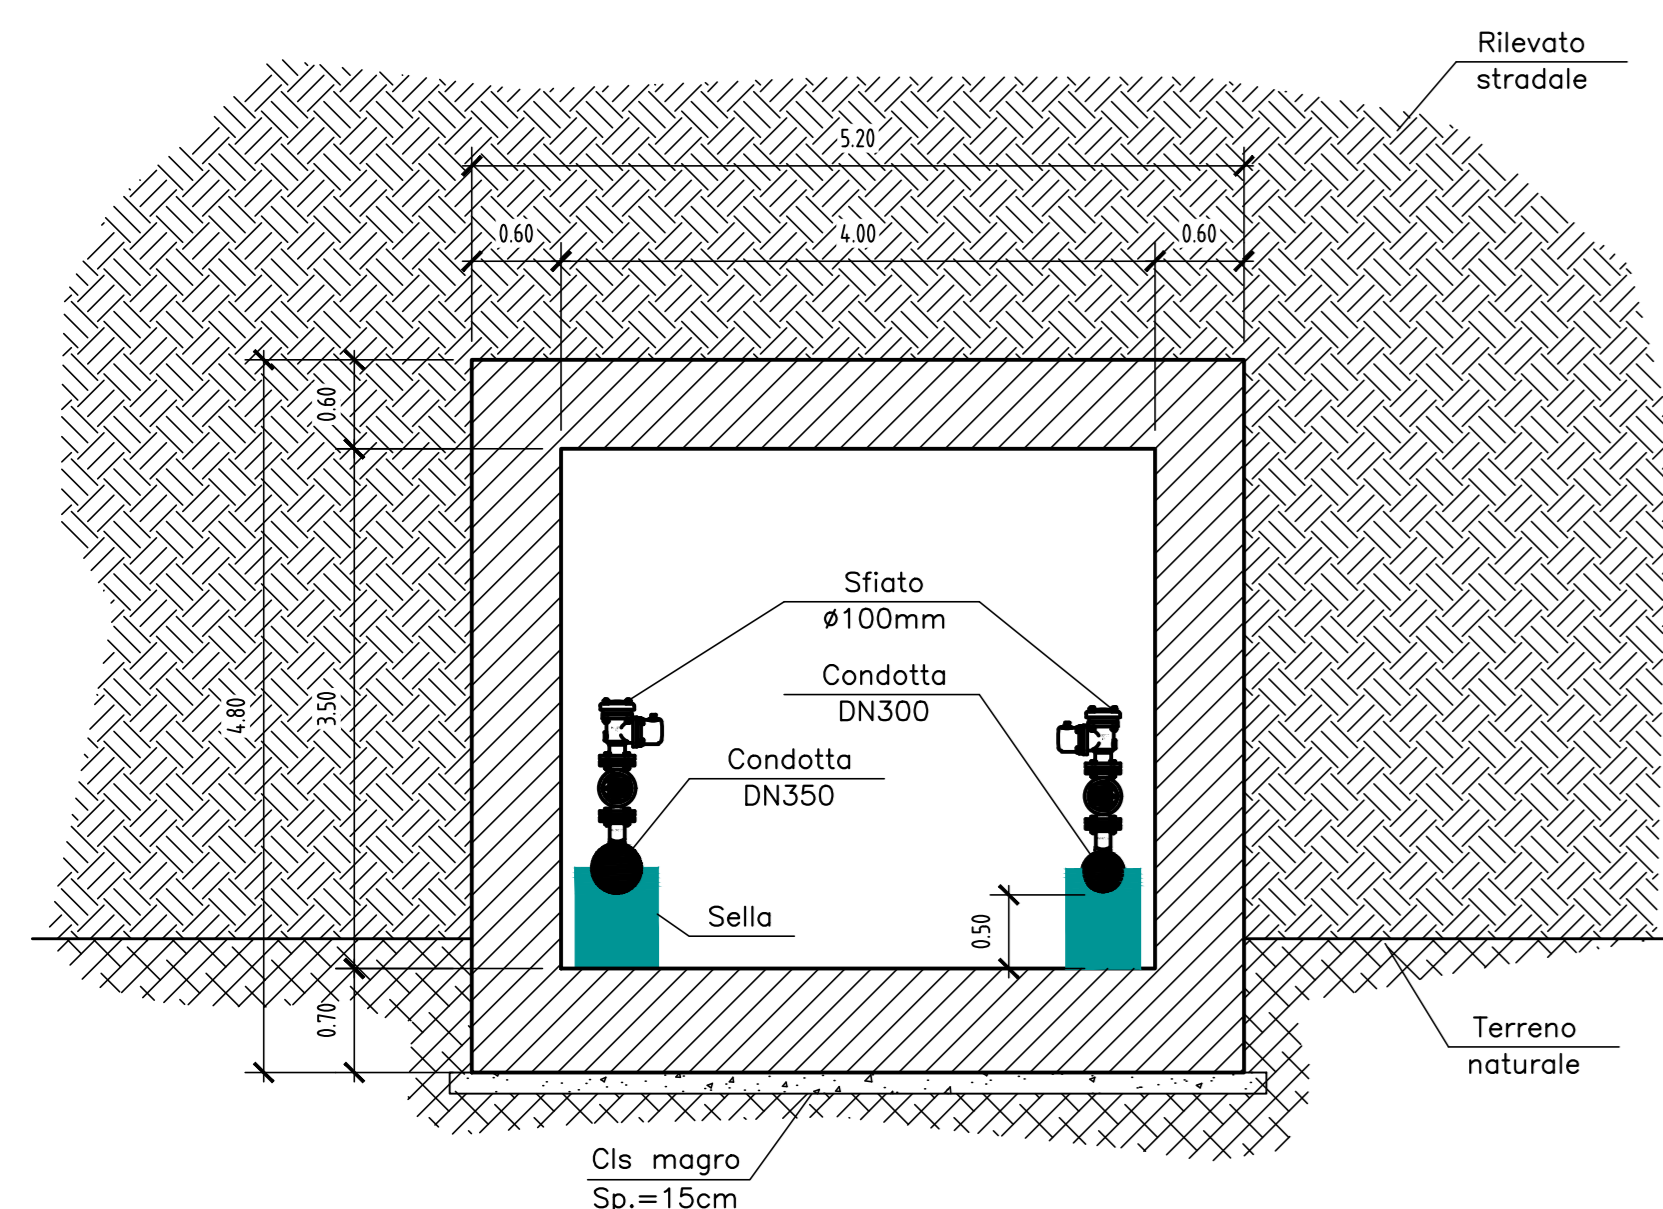 Rilevato
stradale
5.20
0.60
4.00
0.60
0.60
Sfiato
ø100mm
Condotta
DN300
4.80
3.50
Condotta
DN350
Sella
0.50
0.70
Terreno
naturale
Cls magro
Sp.=15cm